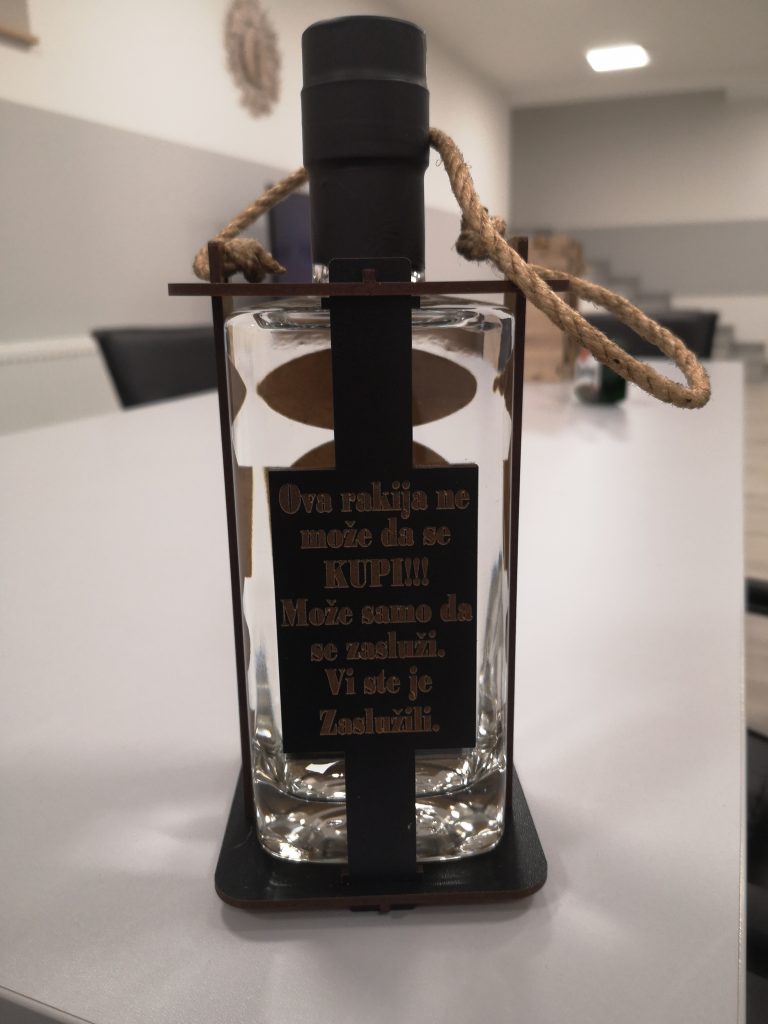 Ova rakija ne
može da se
KUPI!!!
Može samo da
se zasluži.
Vi ste je
Zaslužili.